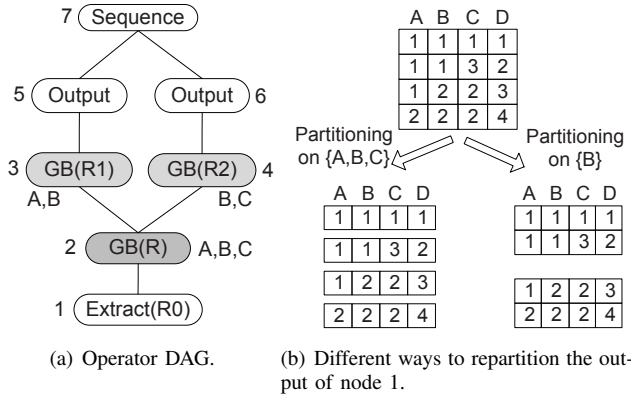 7 Sequence
5 Output Output 6
3 GB(R1) GB(R2) 4
A,B B,C
2 GB(R) A,B,C
1 Extract(R0)
(a) Operator DAG.
A B C D
1 1 1 1
1 1 3 2
1 2 2 3
2 2 2 4
Partitioning
on {A,B,C}
Partitioning
on {B}
A B C D
1 1 1 1
1 1 3 2
1 2 2 3
2 2 2 4
A B C D
1 1 1 1
1 1 3 2
1 2 2 3
2 2 2 4
(b) Different ways to repartition the out-
put of node 1.